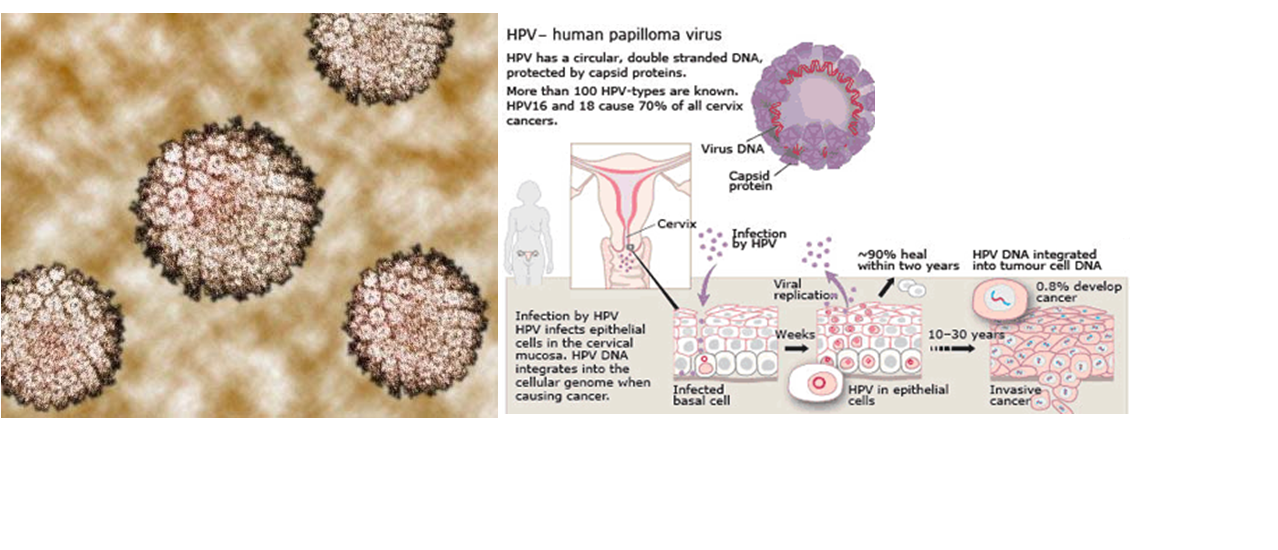 HPV– human papilloma virus
HPV has a circular, double stranded DNA,
protected by capsid proteins.
More than 100 HPV-types are known.
HPV16 and 18 cause 70% of all cervix
cancers.
Virus DNA
Capsid
protein
Cervix
Infection
by HPV
~90% heal
within two years
HPV DNA integrated
into tumour cell DNA
Viral
replication
0.8% develop
cancer
Infection by HPV
HPV infects epithelial
cells in the cervical
mucosa. HPV DNA
integrates into the
cellular genome when
causing cancer.
Weeks
10–30 years
Infected
basal cell
HPV in epithelial
cells
Invasive
cancer